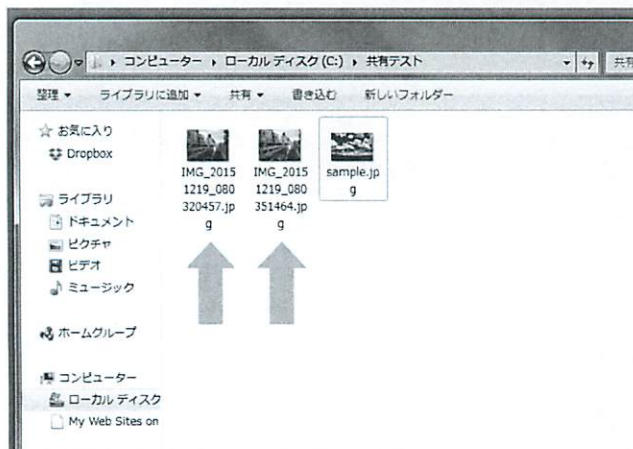 コンピューター ▸ ローカル ディスク (C:) ▸ 共有テスト
共有
整理 ▼ ライブラリに追加 ▼ 共有 ▼ 書き込む 新しいフォルダー
お気に入り
Dropbox
ライブラリ
ドキュメント
ピクチャ
ビデオ
ミュージック
ホームグループ
コンピューター
ローカル ディスク
My Web Sites on
IMG_2015
1219_080
320457.jp
g
IMG_2015
1219_080
351464.jp
g
sample.jp
g